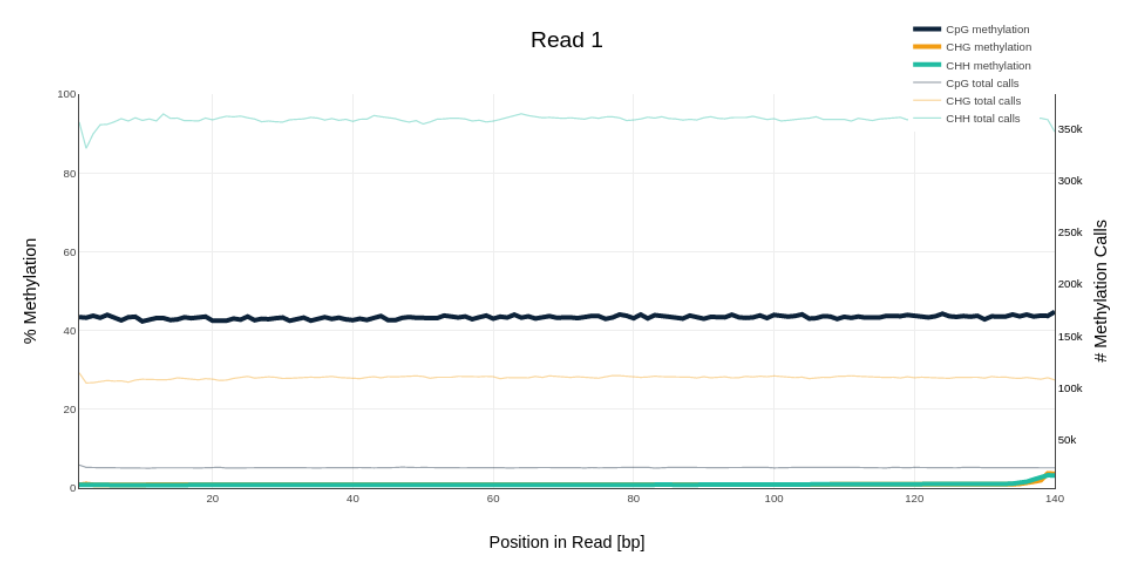 Read 1
CpG methylation
CHG methylation
CHH methylation
CpG total calls
CHG total calls
CHH total calls
100
80
60
40
20
0
350k
300k
250k
200k
150k
100k
50k
% Methylation
# Methylation Calls
20
40
60
80
100
120
140
Position in Read [bp]